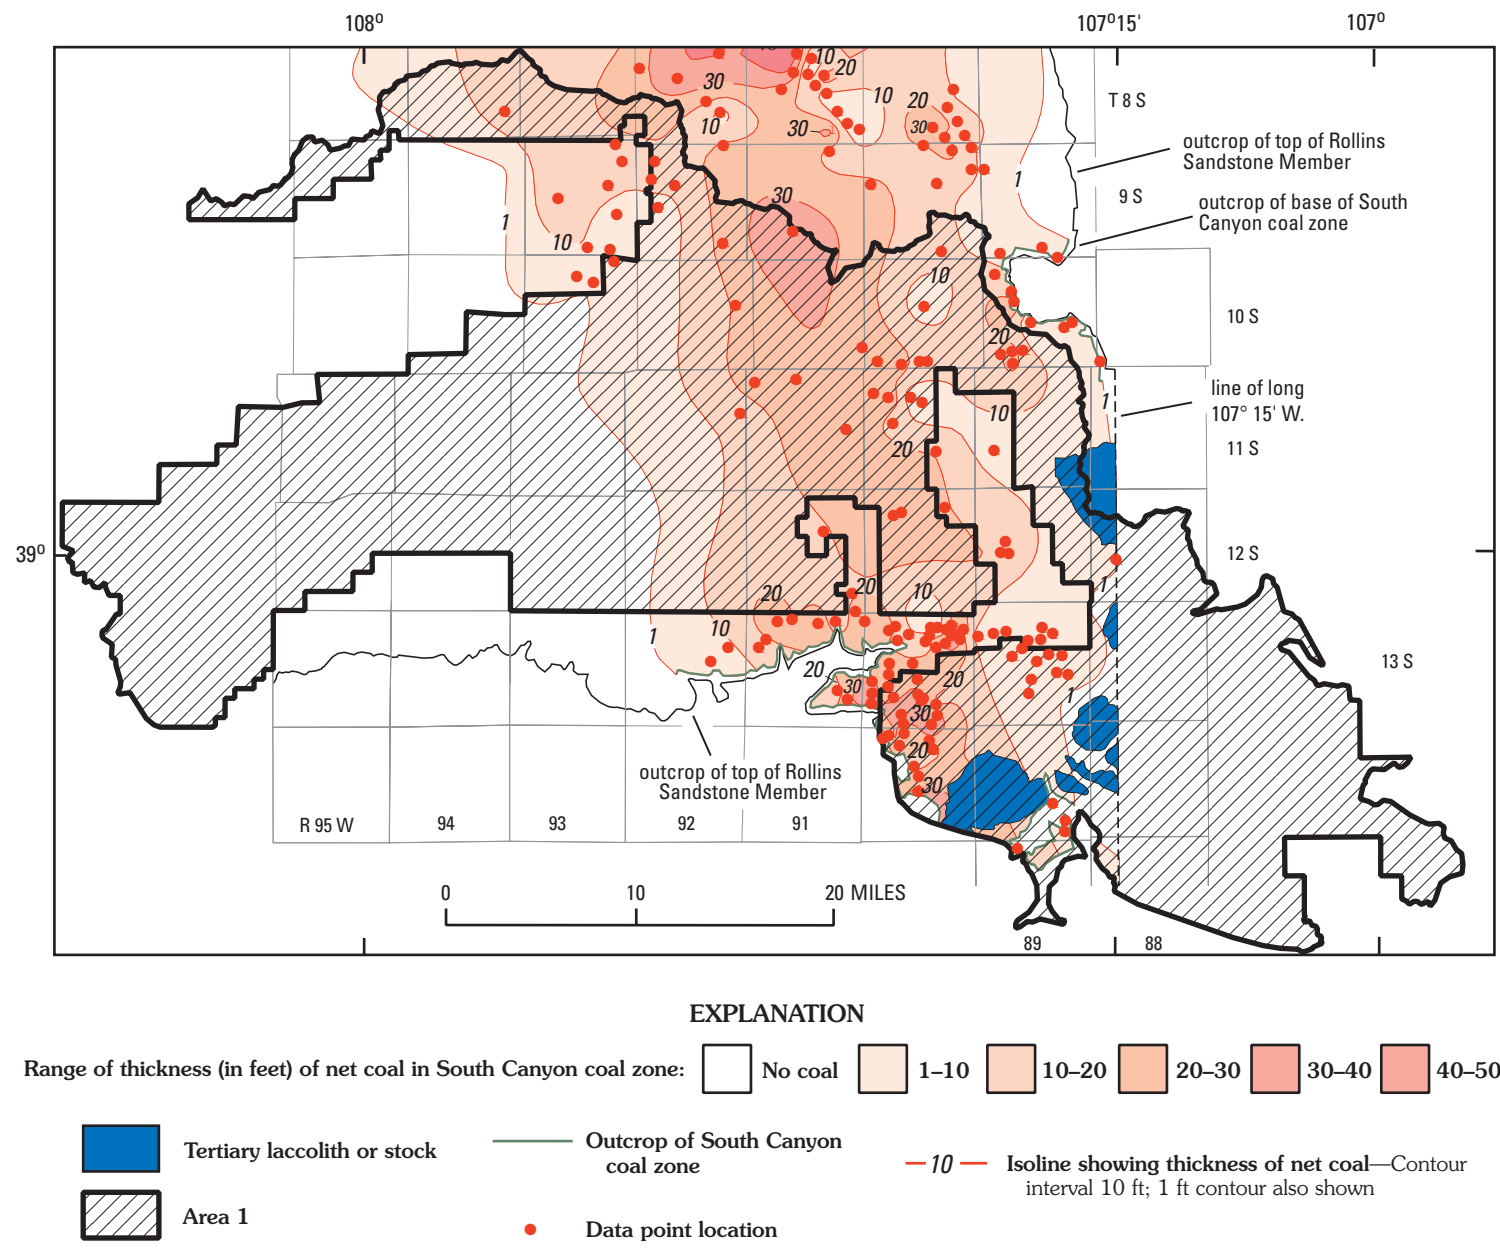 108°
107°15'
107°
10
20
30
10
20
T 8 S
10
30
30
outcrop of top of Rollins
Sandstone Member
1
9 S
30
outcrop of base of South
Canyon coal zone
1
10
10
10 S
20
line of long
107° 15' W.
1
10
20
11 S
39°
12 S
20
20
10
1
1
10
13 S
20
30
20
1
30
20
outcrop of top of Rollins
Sandstone Member
30
R 95 W
94
93
92
91
0
10
20 MILES
89
88
EXPLANATION
Range of thickness (in feet) of net coal in South Canyon coal zone:
No coal
1–10
10–20
20–30
30–40
40–50
Tertiary laccolith or stock
Outcrop of South Canyon
coal zone
10
Isoline showing thickness of net coal—Contour
interval 10 ft; 1 ft contour also shown
Area 1
Data point location